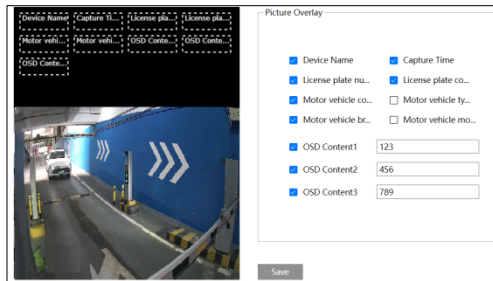 Device Name Capture Ti... License pla... License pla...
Motor vehi... Motor vehi... OSD Conte... OSD Conte...
OSD Conte...
Picture Overlay
Device Name Capture Time
License plate nu... License plate co...
Motor vehicle co... Motor vehicle ty...
Motor vehicle br... Motor vehicle mo...
OSD Content1 123
OSD Content2 456
OSD Content3 789
Save